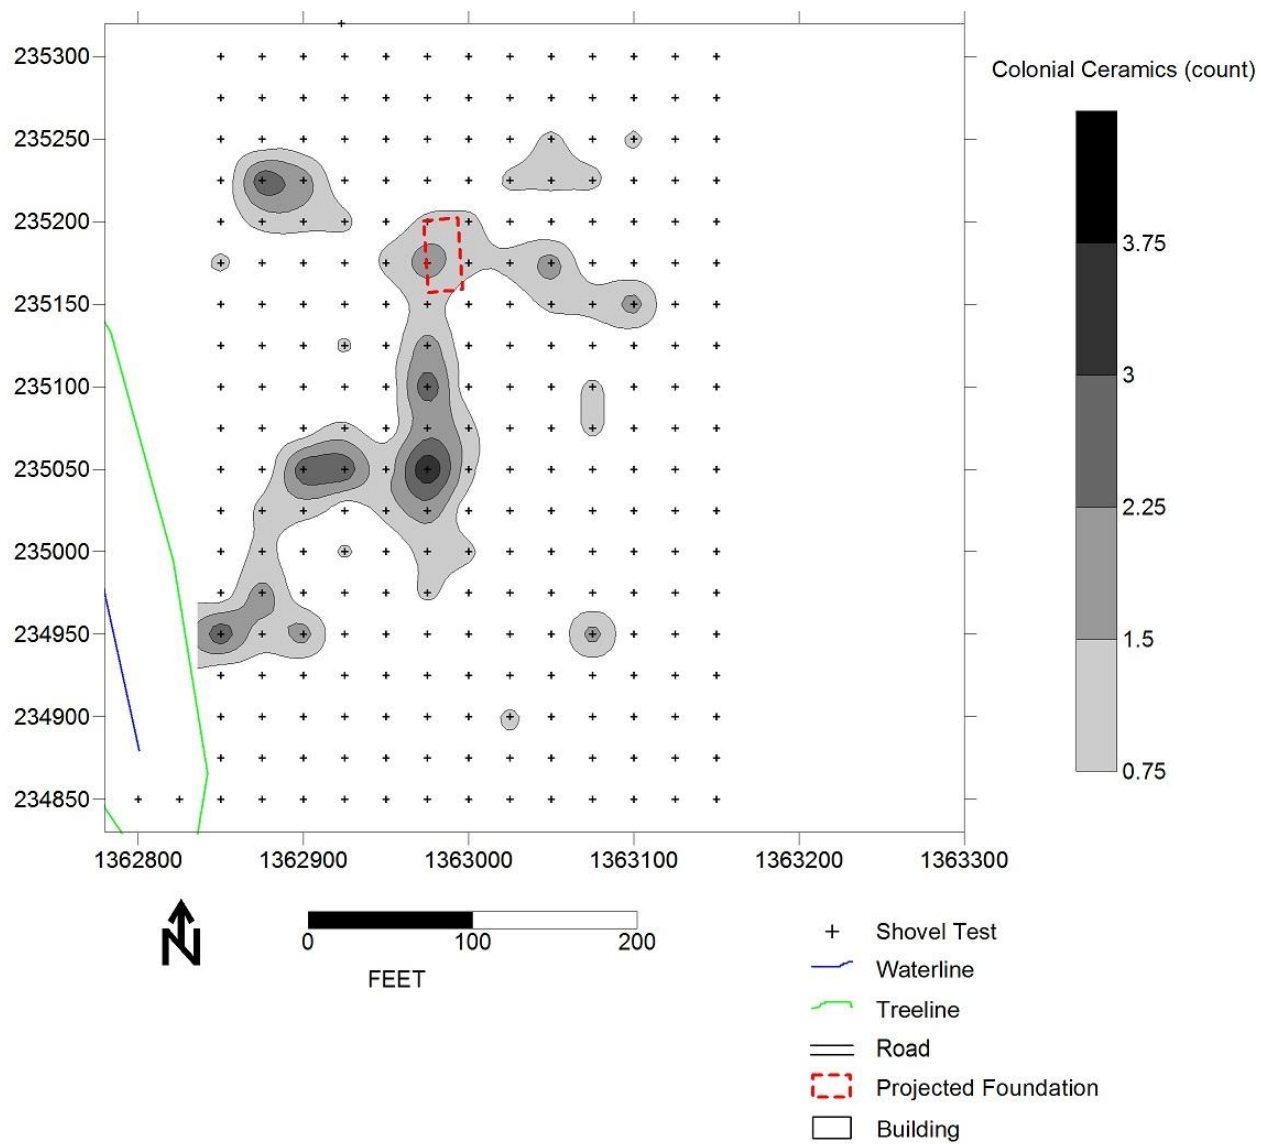 235300
235250
235200
235150
235100
235050
235000
234950
234900
234850
1362800 1362900 1363000 1363100 1363200 1363300
Colonial Ceramics (count)
3.75
3
2.25
1.5
0.75
N
0 100 200
FEET
Shovel Test
Waterline
Treeline
Road
Projected Foundation
Building